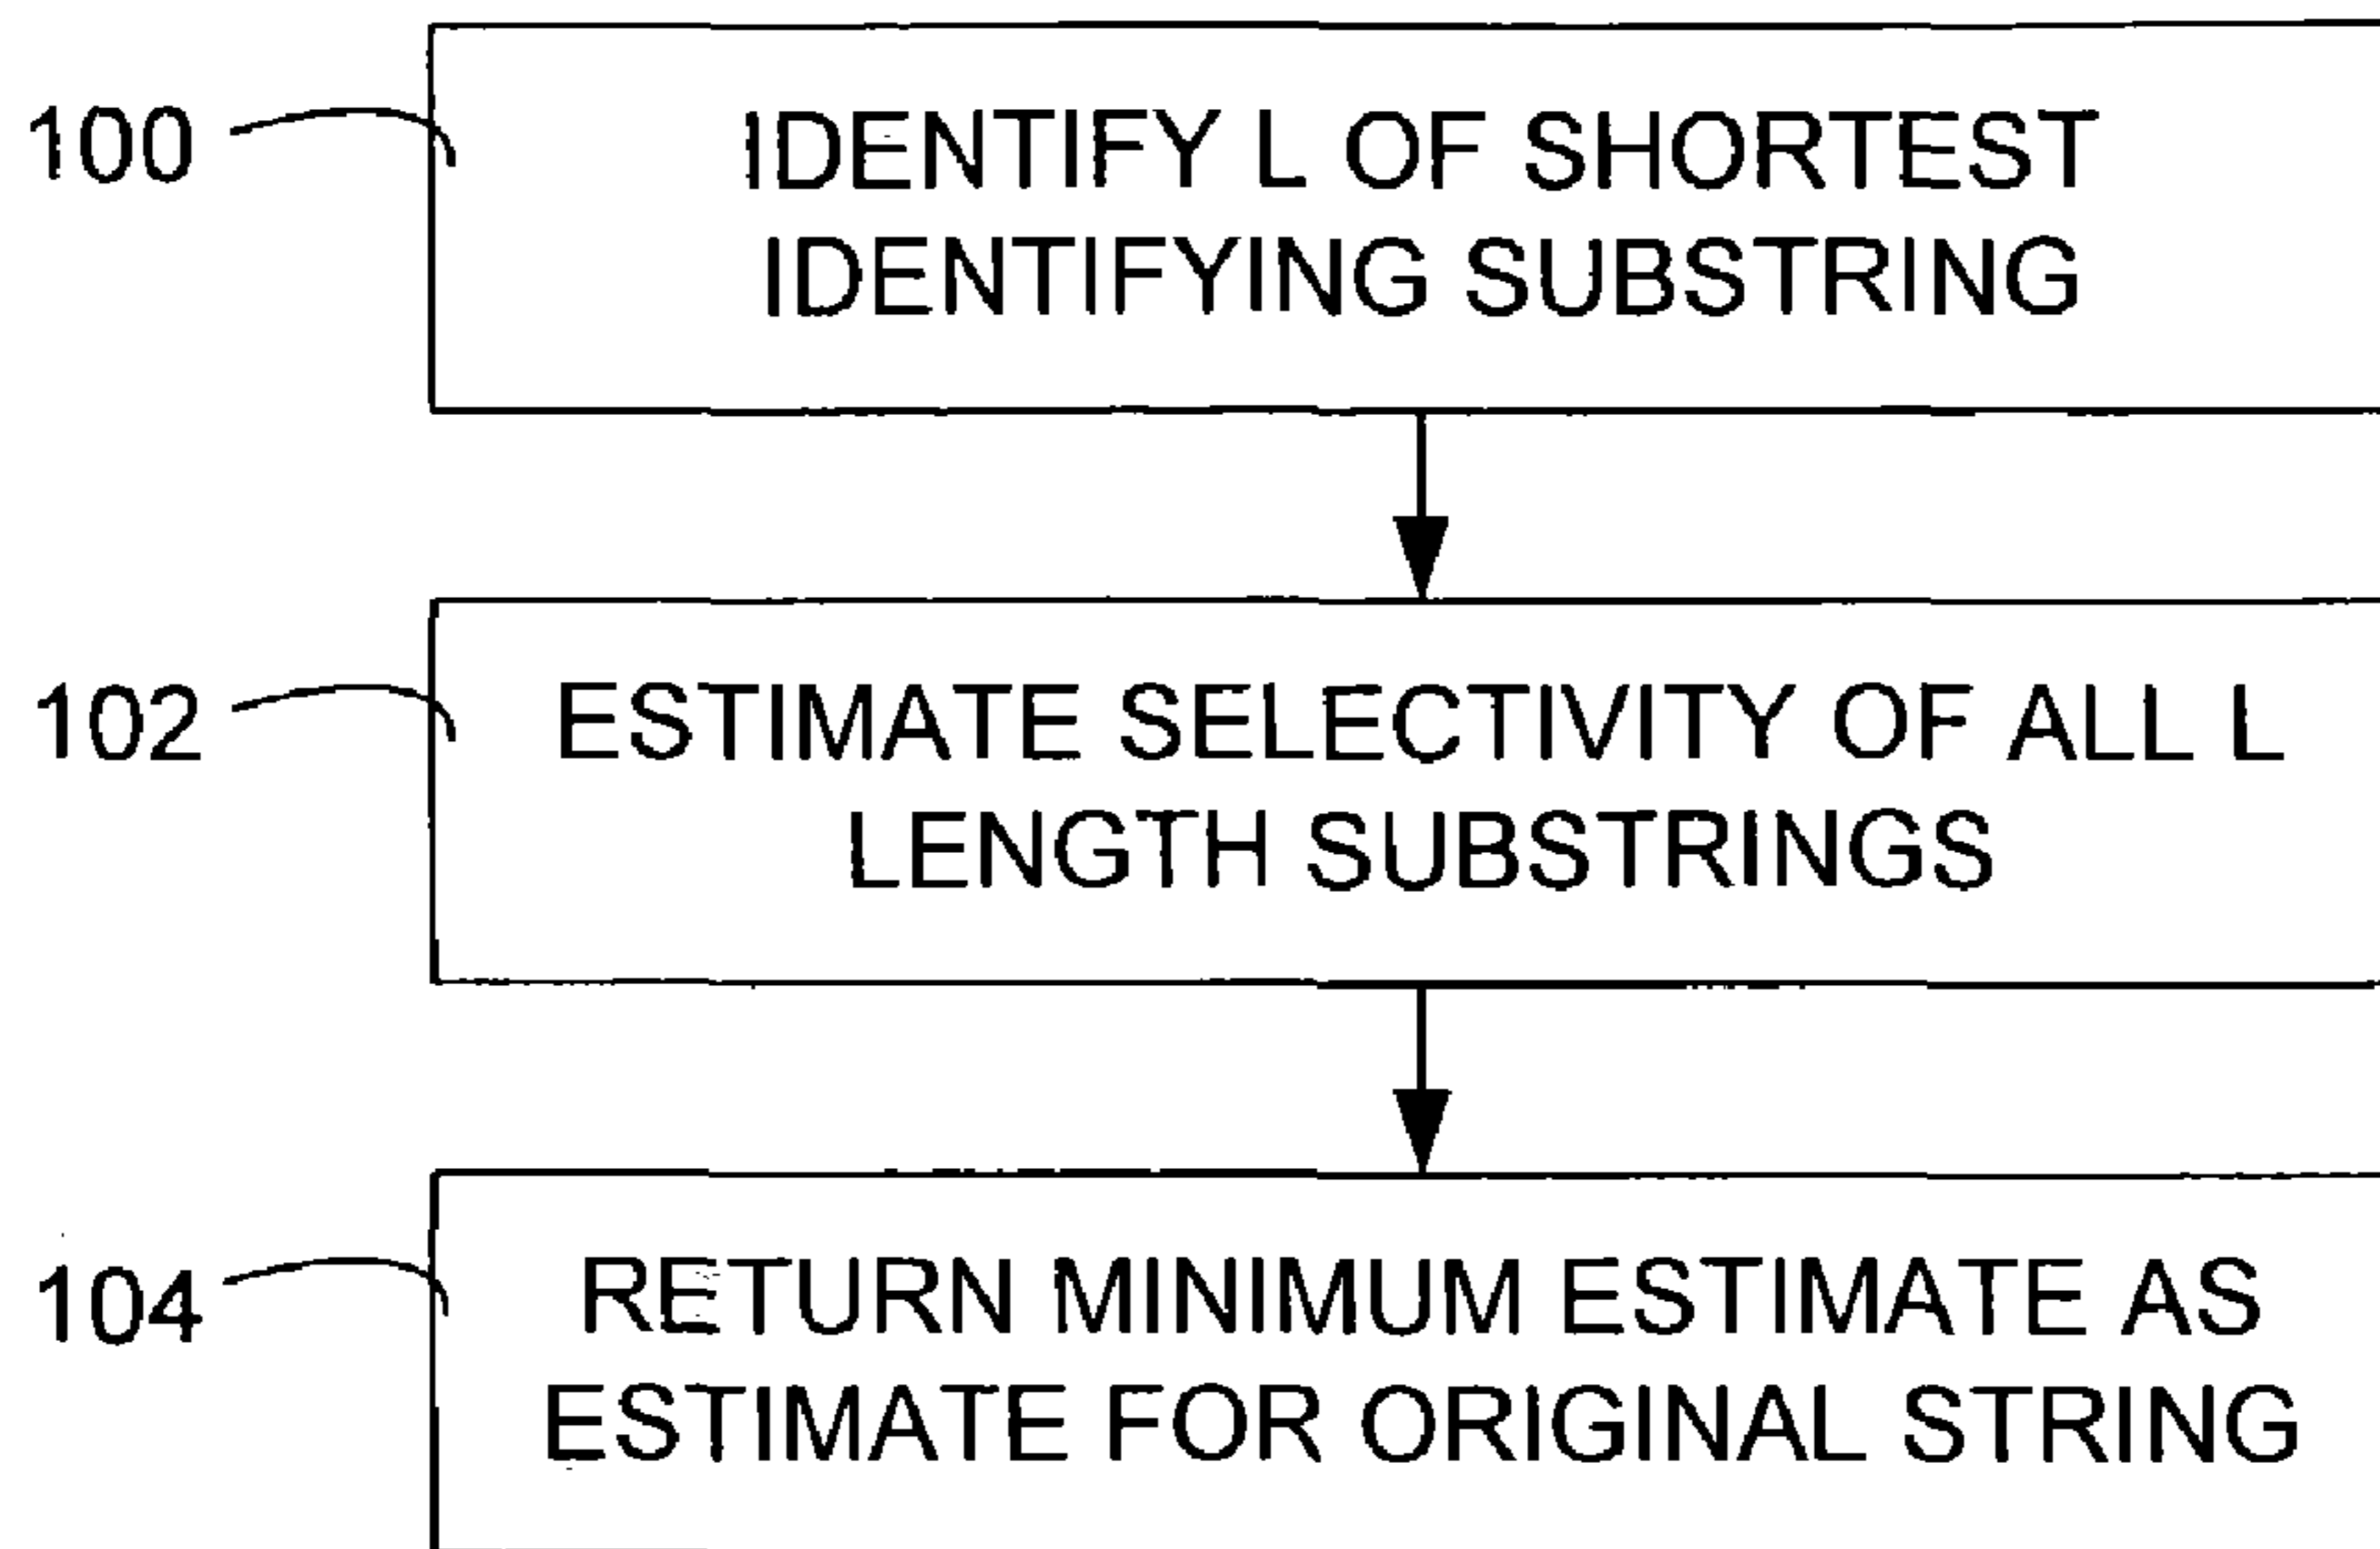 100
IDENTIFY L OF SHORTEST
IDENTIFYING SUBSTRING
102
ESTIMATE SELECTIVITY OF ALL L
LENGTH SUBSTRINGS
104
RETURN MINIMUM ESTIMATE AS
ESTIMATE FOR ORIGINAL STRING